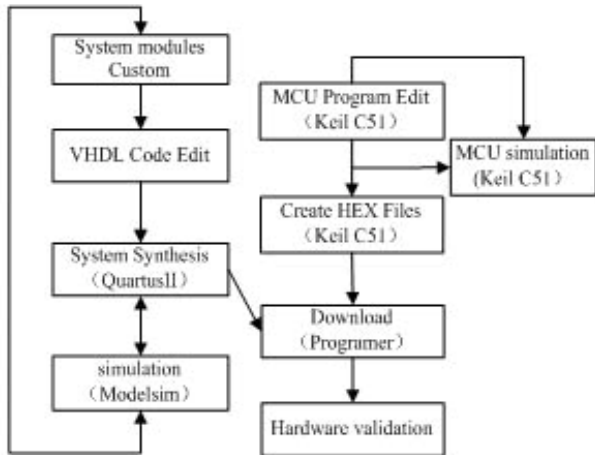 System modules
Custom
VHDL Code Edit
System Synthesis
（QuartusII）
simulation
（Modelsim）
MCU Program Edit
（Keil C51）
MCU simulation
(Keil C51）
Create HEX Files
（Keil C51）
Download
（Programer）
Hardware validation